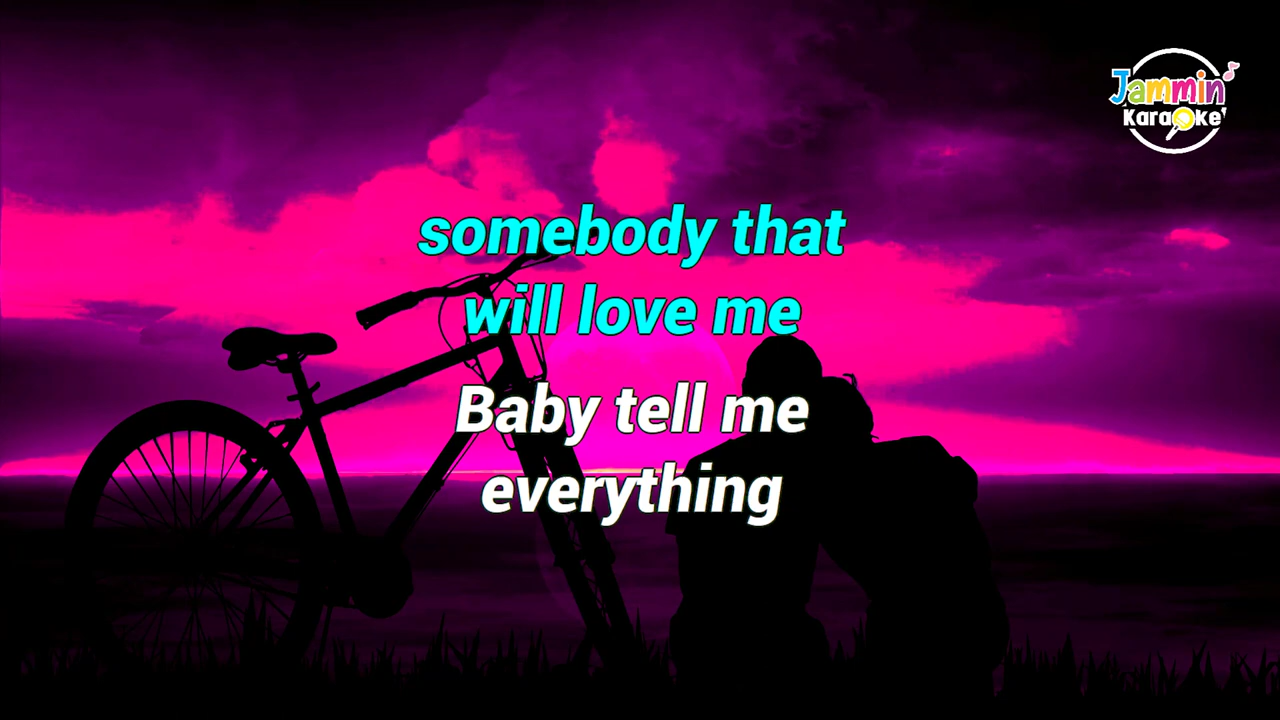 Jammin'
Karaoke
somebody that
will love me
Baby tell me
everything